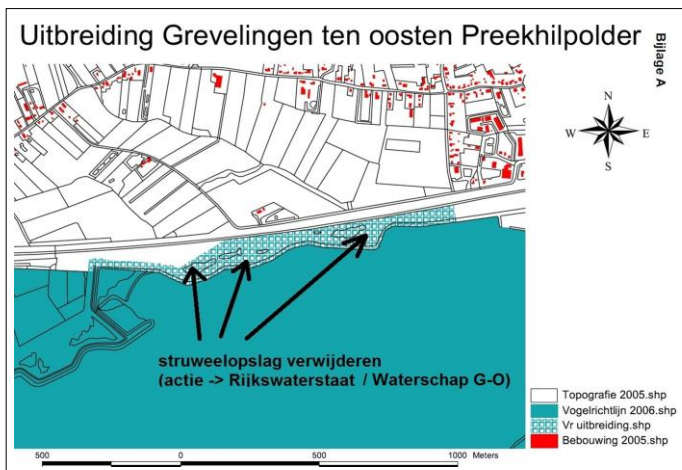 Uitbreiding Grevelingen ten oosten Preekhilpolder
Bijlage A
N
W E
S
struweelopslag verwijderen
(actie -> Rijkswaterstaat / Waterschap G-O)
Topografie 2005.shp
Vogelrichtlijn 2006.shp
Vr uitbreiding.shp
Bebouwing 2005.shp
500 0 500 1000 Meters